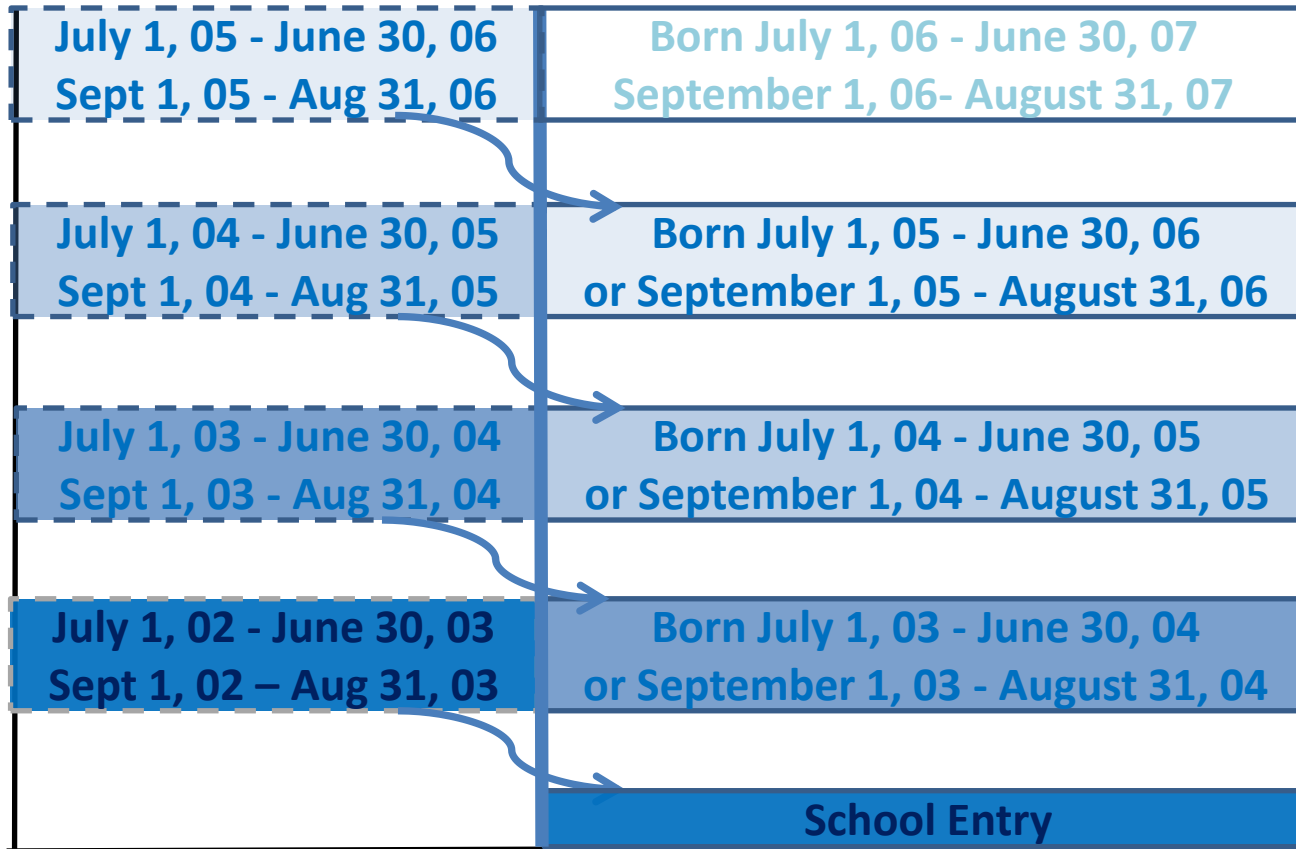 July 1, 05 - June 30, 06
Sept 1, 05 - Aug 31, 06
Born July 1, 06 - June 30, 07
September 1, 06- August 31, 07
July 1, 04 - June 30, 05
Sept 1, 04 - Aug 31, 05
Born July 1, 05 - June 30, 06
or September 1, 05 - August 31, 06
July 1, 03 - June 30, 04
Sept 1, 03 - Aug 31, 04
Born July 1, 04 - June 30, 05
or September 1, 04 - August 31, 05
July 1, 02 - June 30, 03
Sept 1, 02 – Aug 31, 03
Born July 1, 03 - June 30, 04
or September 1, 03 - August 31, 04
School Entry